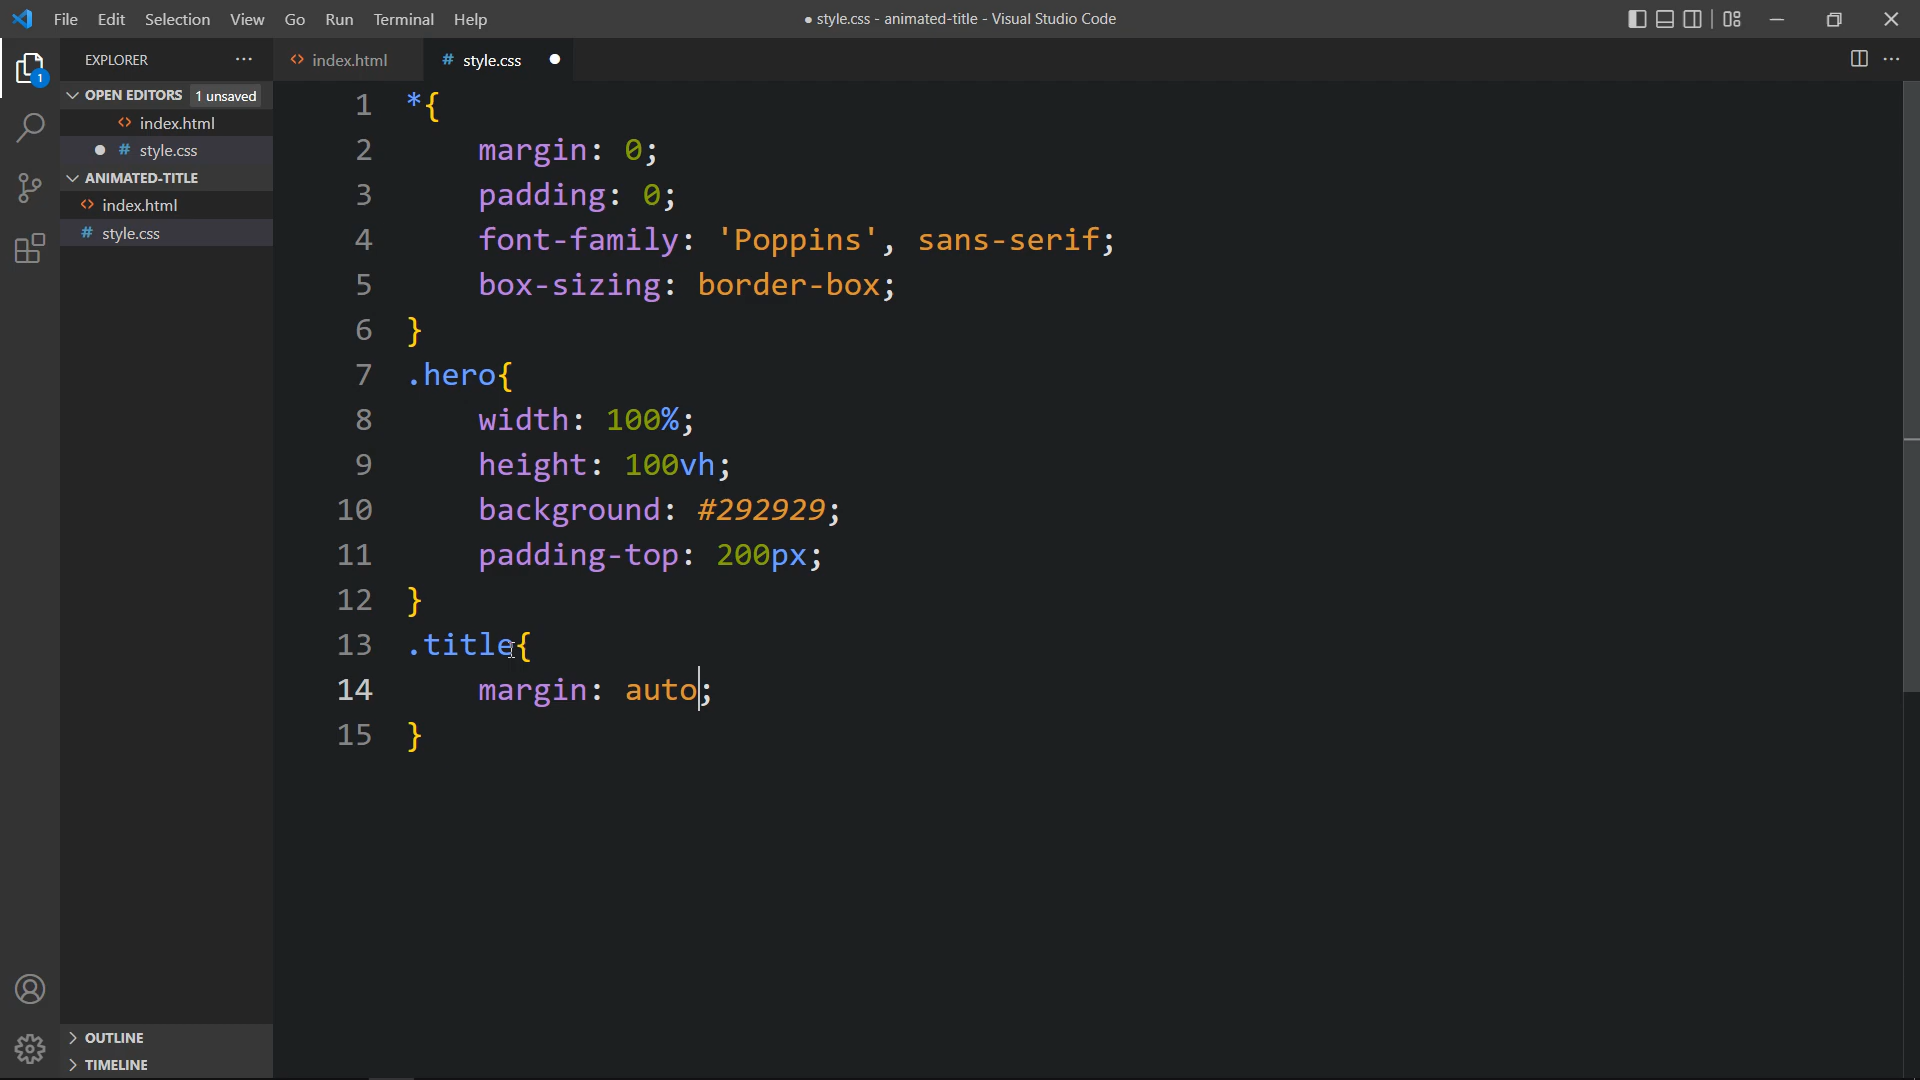 File Edit Selection View Go Run Terminal Help
● style.css - animated-title - Visual Studio Code
EXPLORER ···
<> index.html
# style.css ●
OPEN EDITORS 1 unsaved
<> index.html
● # style.css
ANIMATED-TITLE
<> index.html
# style.css
1
1 *{
2 margin: 0;
3 padding: 0;
4 font-family: 'Poppins', sans-serif;
5 box-sizing: border-box;
6 }
7 .hero{
8 width: 100%;
9 height: 100vh;
10 background: #292929;
11 padding-top: 200px;
12 }
13 .title{
14 margin: auto;
15 }
OUTLINE
TIMELINE